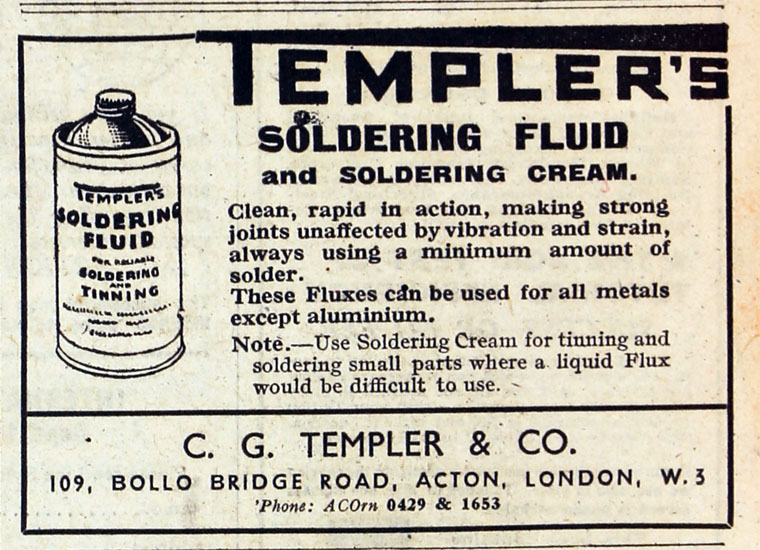 TEMPLER'S
SOLDERING FLUID
and SOLDERING CREAM.
Clean, rapid in action, making strong
joints unaffected by vibration and strain,
always using a minimum amount of
solder.
These Fluxes can be used for all metals
except aluminium.
Note.—Use Soldering Cream for tinning and
soldering small parts where a liquid Flux
would be difficult to use.
TEMPLER'S
SOLDERING
FLUID
FOR RELIABLE
SOLDERING
AND
TINNING
C. G. TEMPLER & CO.
109, BOLLO BRIDGE ROAD, ACTON, LONDON, W.3
'Phone: ACOrn 0429 & 1653